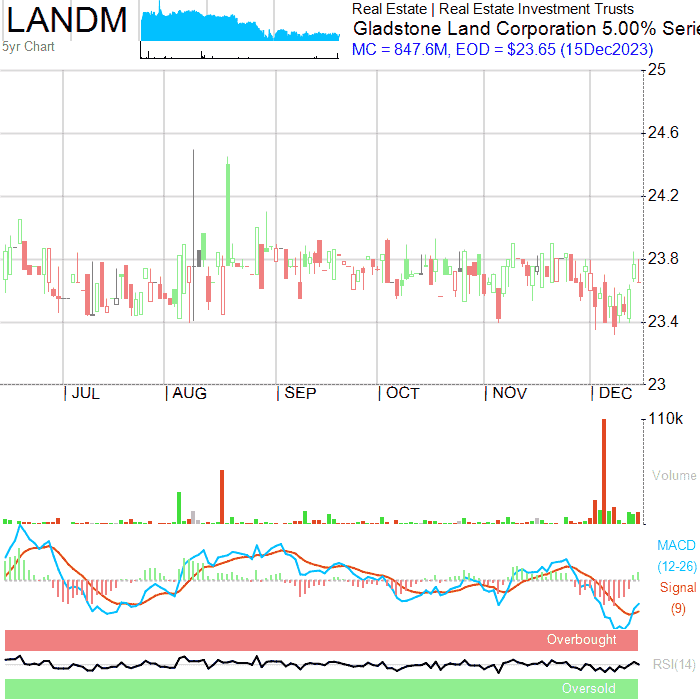 LANDM
5yr Chart
Real Estate | Real Estate Investment Trusts
Gladstone Land Corporation 5.00% Serie
MC = 847.6M, EOD = $23.65 (15Dec2023)
25
24.6
24.2
23.8
23.4
23
JUL AUG SEP OCT NOV DEC
110k
Volume
MACD
(12-26)
Signal
(9)
Overbought
RSI(14)
Oversold